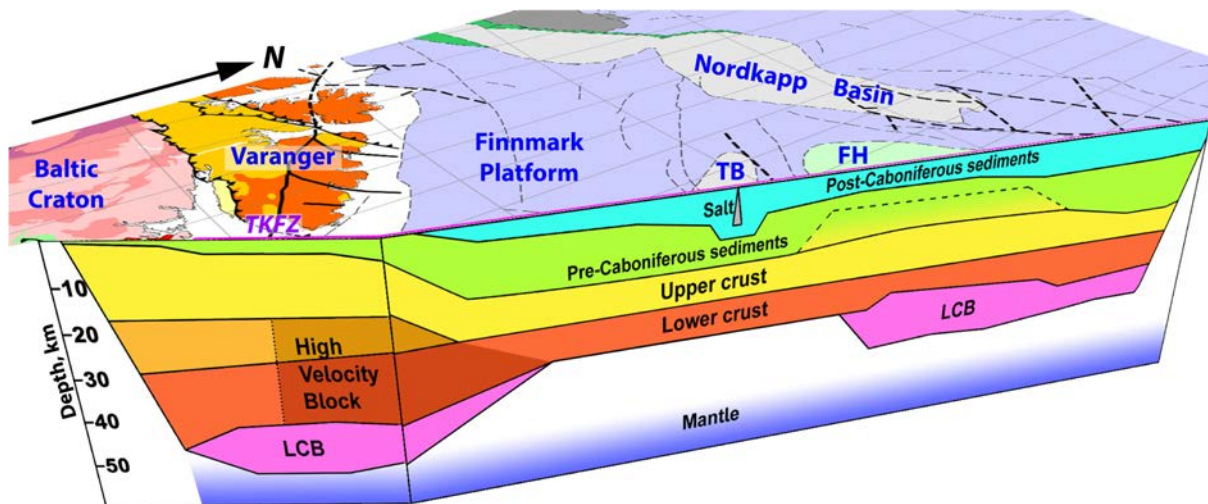 N
Nordkapp
Basin
Baltic
Craton
Varanger
Finnmark
Platform
TB
FH
TKFZ
Salt
Post-Caboniferous sediments
Pre-Caboniferous sediments
Upper crust
Lower crust
LCB
High
Velocity
Block
LCB
Mantle
Depth, km
-10
-20
-30
-40
-50